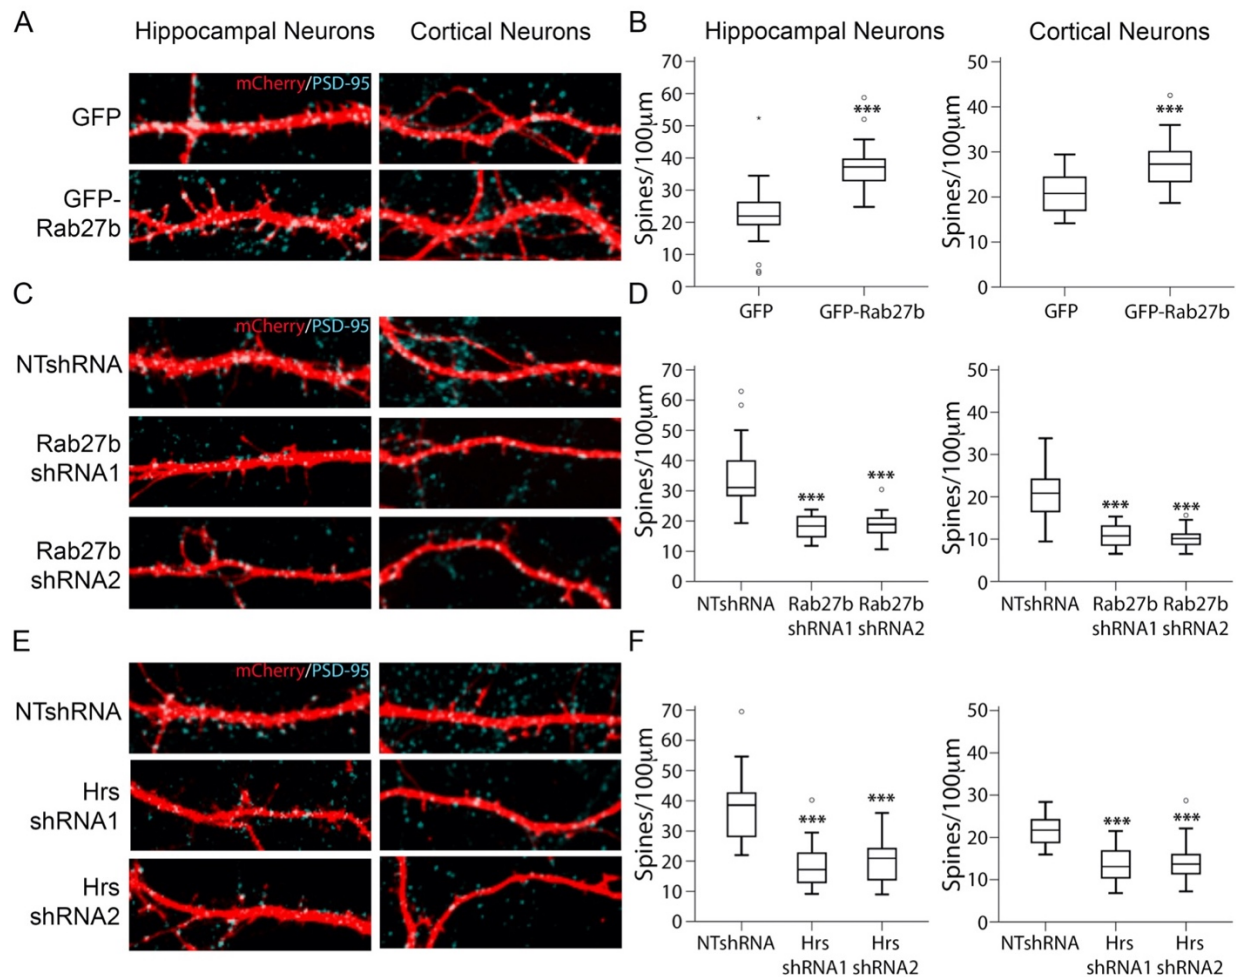 A
Hippocampal Neurons
Cortical Neurons
GFP
mCherry/PSD-95
GFP-
Rab27b
B
Hippocampal Neurons
Cortical Neurons
Spines/100µm
70
60
50
40
30
20
10
0
***
GFP
GFP-Rab27b
Spines/100µm
50
40
30
20
10
0
***
GFP
GFP-Rab27b
C
NTshRNA
mCherry/PSD-95
Rab27b
shRNA1
Rab27b
shRNA2
D
Spines/100µm
70
60
50
40
30
20
10
0
***
***
NTshRNA
Rab27b
shRNA1
Rab27b
shRNA2
Spines/100µm
50
40
30
20
10
0
***
***
NTshRNA
Rab27b
shRNA1
Rab27b
shRNA2
E
NTshRNA
mCherry/PSD-95
Hrs
shRNA1
Hrs
shRNA2
F
Spines/100µm
70
60
50
40
30
20
10
0
***
***
NTshRNA
Hrs
shRNA1
Hrs
shRNA2
Spines/100µm
50
40
30
20
10
0
***
***
NTshRNA
Hrs
shRNA1
Hrs
shRNA2